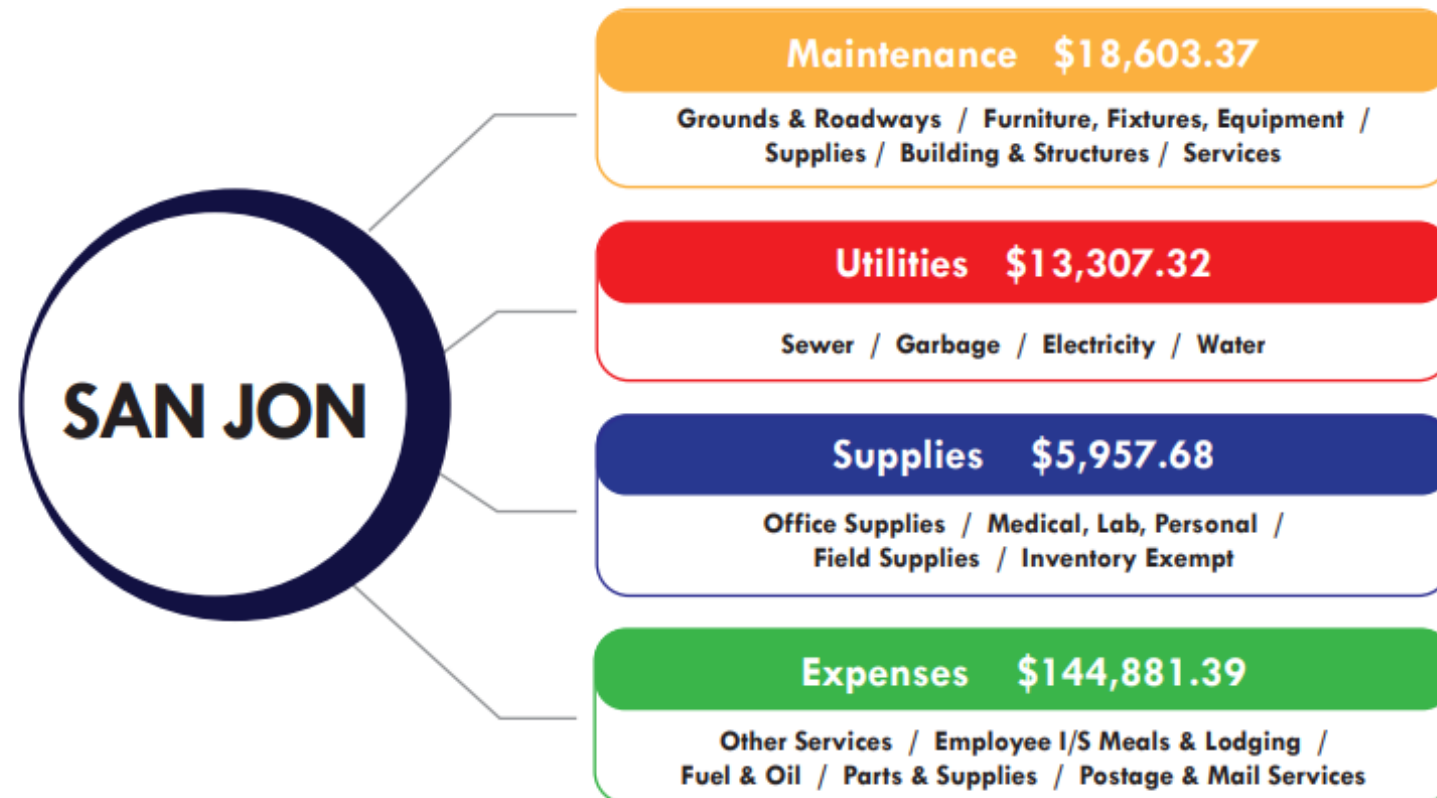 SAN JON
Maintenance $18,603.37
Grounds & Roadways / Furniture, Fixtures, Equipment /
Supplies / Building & Structures / Services
Utilities $13,307.32
Sewer / Garbage / Electricity / Water
Supplies $5,957.68
Office Supplies / Medical, Lab, Personal /
Field Supplies / Inventory Exempt
Expenses $144,881.39
Other Services / Employee I/S Meals & Lodging /
Fuel & Oil / Parts & Supplies / Postage & Mail Services